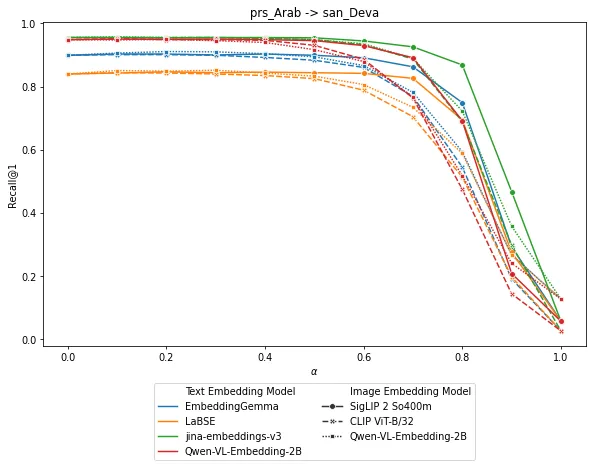 prs_Arab -> san_Deva
Recall@1
1.0
0.8
0.6
0.4
0.2
0.0
0.0 0.2 0.4 0.6 0.8 1.0
α
Text Embedding Model
EmbeddingGemma
LaBSE
jina-embeddings-v3
Qwen-VL-Embedding-2B
Image Embedding Model
SigLIP 2 So400m
CLIP ViT-B/32
Qwen-VL-Embedding-2B